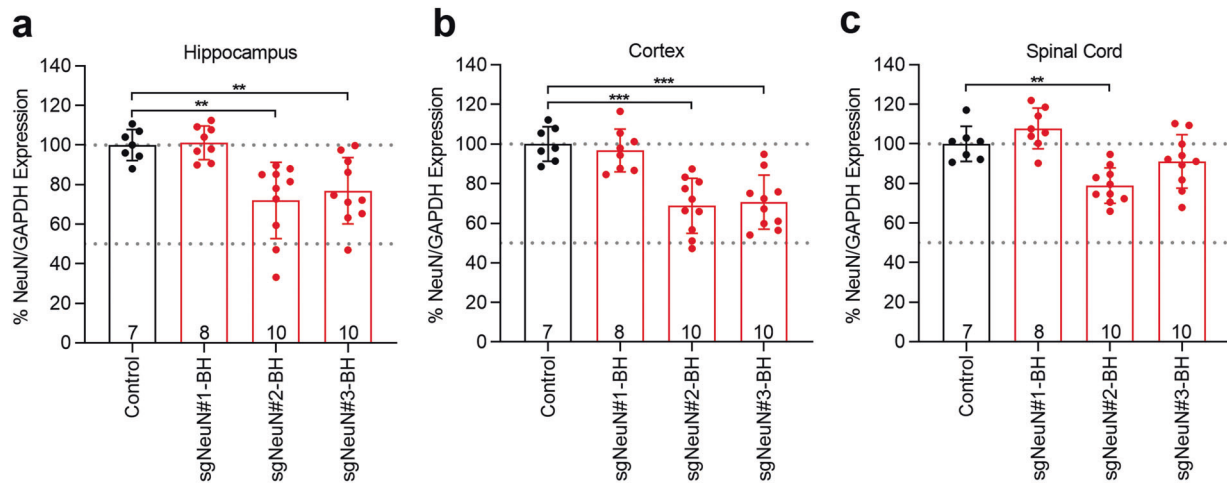 a
Hippocampus
% NeuN/GAPDH Expression
140
120
100
80
60
40
20
0
**
**
7
8
10
10
Control
sgNeuN#1-BH
sgNeuN#2-BH
sgNeuN#3-BH
b
Cortex
% NeuN/GAPDH Expression
140
120
100
80
60
40
20
0
***
***
7
8
10
10
Control
sgNeuN#1-BH
sgNeuN#2-BH
sgNeuN#3-BH
c
Spinal Cord
% NeuN/GAPDH Expression
140
120
100
80
60
40
20
0
**
7
8
10
10
Control
sgNeuN#1-BH
sgNeuN#2-BH
sgNeuN#3-BH